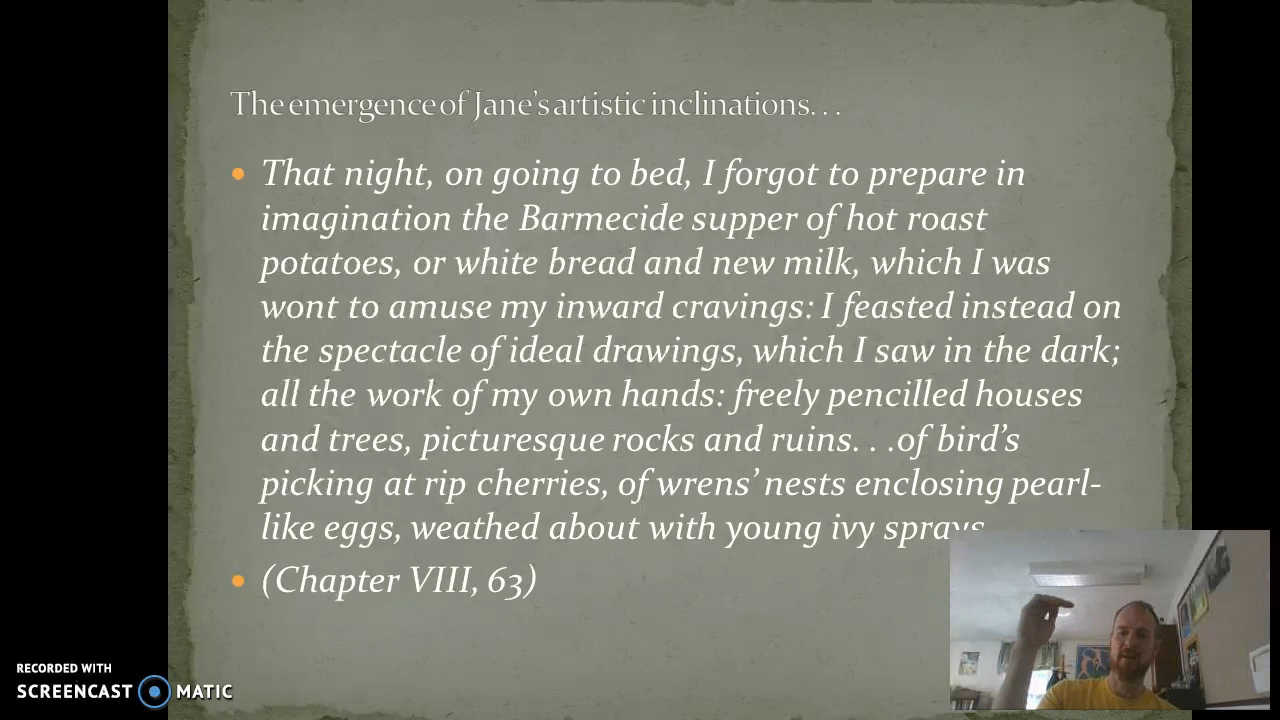 The emergence of Jane's artistic inclinations. . .
• That night, on going to bed, I forgot to prepare in
imagination the Barmecide supper of hot roast
potatoes, or white bread and new milk, which I was
wont to amuse my inward cravings: I feasted instead on
the spectacle of ideal drawings, which I saw in the dark;
all the work of my own hands: freely pencilled houses
and trees, picturesque rocks and ruins. . .of bird's
picking at rip cherries, of wrens' nests enclosing pearl-
like eggs, weathed about with young ivy sprays
• (Chapter VIII, 63)
RECORDED WITH
SCREENCAST MATIC